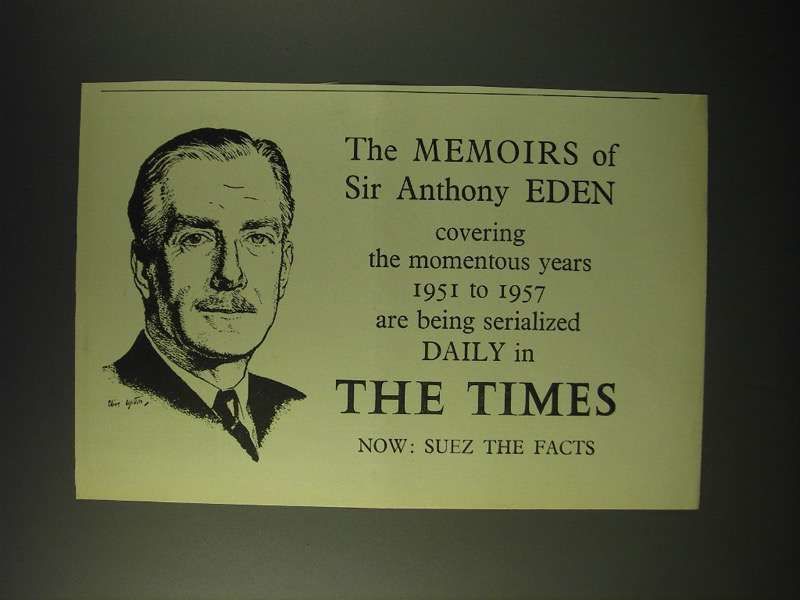 The MEMOIRS of
Sir Anthony EDEN
covering
the momentous years
1951 to 1957
are being serialized
DAILY in
THE TIMES
NOW: SUEZ THE FACTS